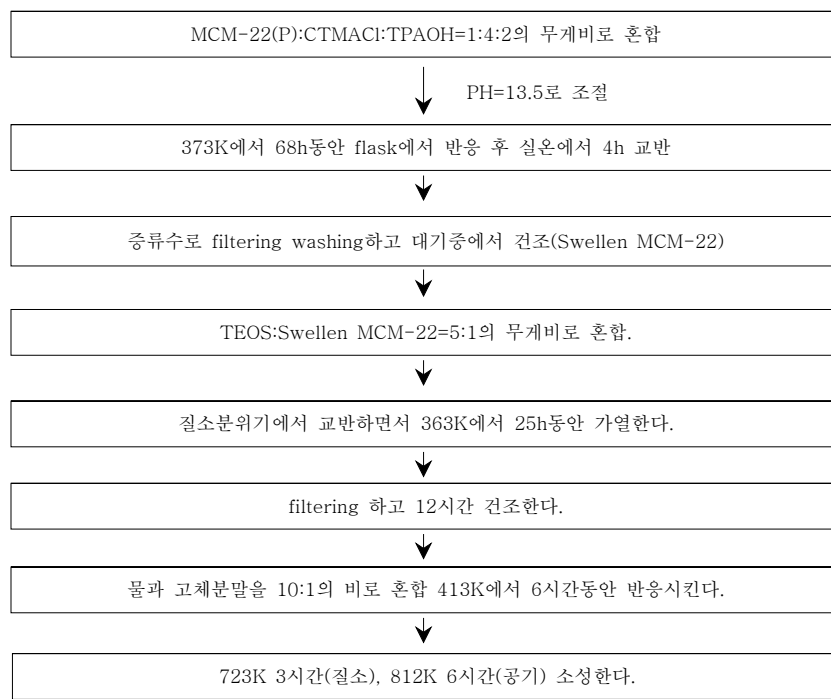 MCM-22(P):CTMACl:TPAOH=1:4:2의 무게비로 혼합
PH=13.5로 조절
373K에서 68h동안 flask에서 반응 후 실온에서 4h 교반
증류수로 filtering washing하고 대기중에서 건조(Swellen MCM-22)
TEOS:Swellen MCM-22=5:1의 무게비로 혼합.
질소분위기에서 교반하면서 363K에서 25h동안 가열한다.
filtering 하고 12시간 건조한다.
물과 고체분말을 10:1의 비로 혼합 413K에서 6시간동안 반응시킨다.
723K 3시간(질소), 812K 6시간(공기) 소성한다.